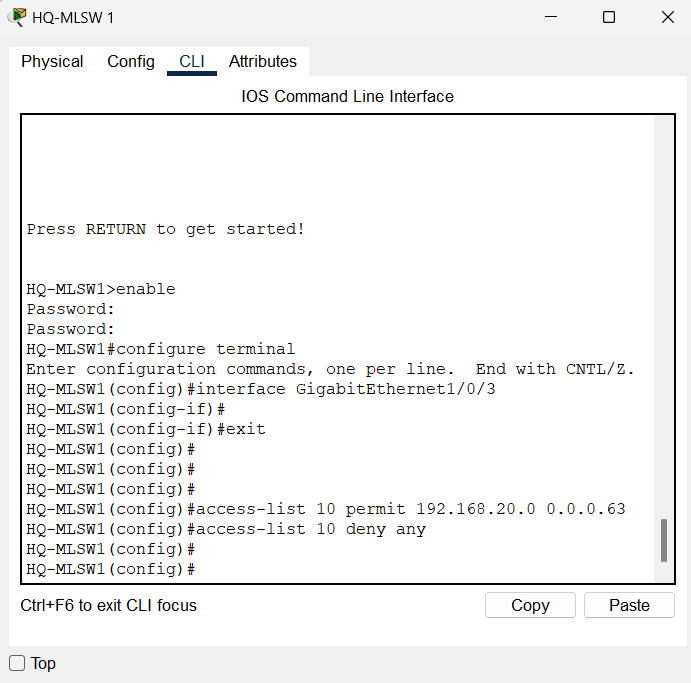 HQ-MLSW 1
Physical Config CLI Attributes
IOS Command Line Interface
Press RETURN to get started!
HQ-MLSW1>enable
Password:
Password:
HQ-MLSW1#configure terminal
Enter configuration commands, one per line.  End with CNTL/Z.
HQ-MLSW1(config)#interface GigabitEthernet1/0/3
HQ-MLSW1(config-if)#
HQ-MLSW1(config-if)#exit
HQ-MLSW1(config)#
HQ-MLSW1(config)#
HQ-MLSW1(config)#
HQ-MLSW1(config)#access-list 10 permit 192.168.20.0 0.0.0.63
HQ-MLSW1(config)#access-list 10 deny any
HQ-MLSW1(config)#
HQ-MLSW1(config)#
Ctrl+F6 to exit CLI focus Copy Paste
Top